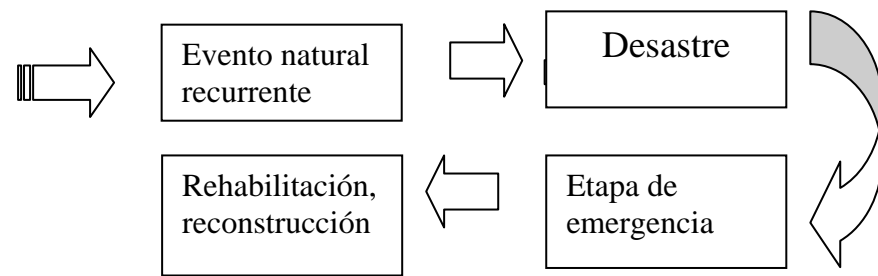 Evento natural
recurrente
Desastre
Etapa de
emergencia
Rehabilitación,
reconstrucción